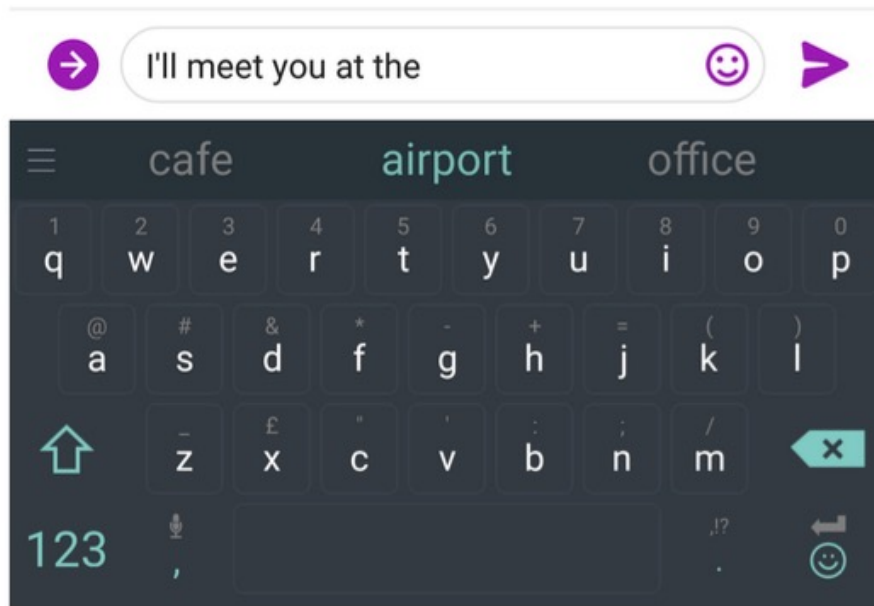 I'll meet you at the
cafe airport office
1 2 3 4 5 6 7 8 9 0
q w e r t y u i o p
@ # & * - + = ( )
a s d f g h j k l
_ £ " ' : ; /
z x c v b n m
123 , ,!? .